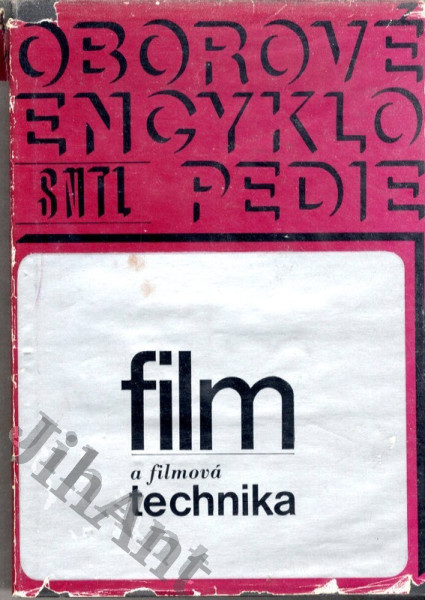 OBOROVÉ
ENCYKLO
SNTL PEDIE
film
a filmová
technika
JihAnt